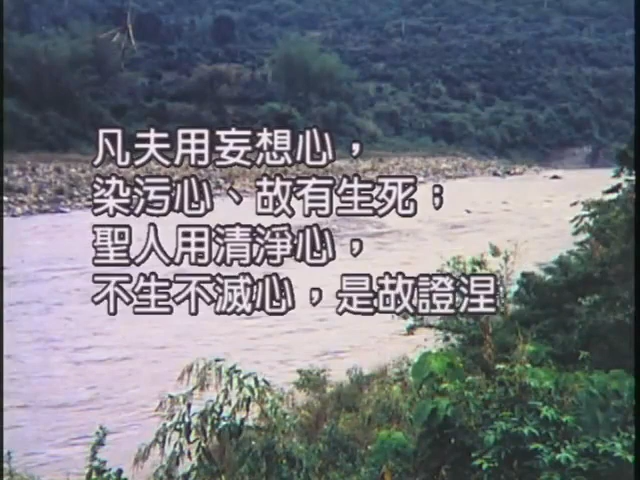 凡夫用妄想心，
染污心、故有生死；
聖人用清淨心，
不生不滅心，是故證涅